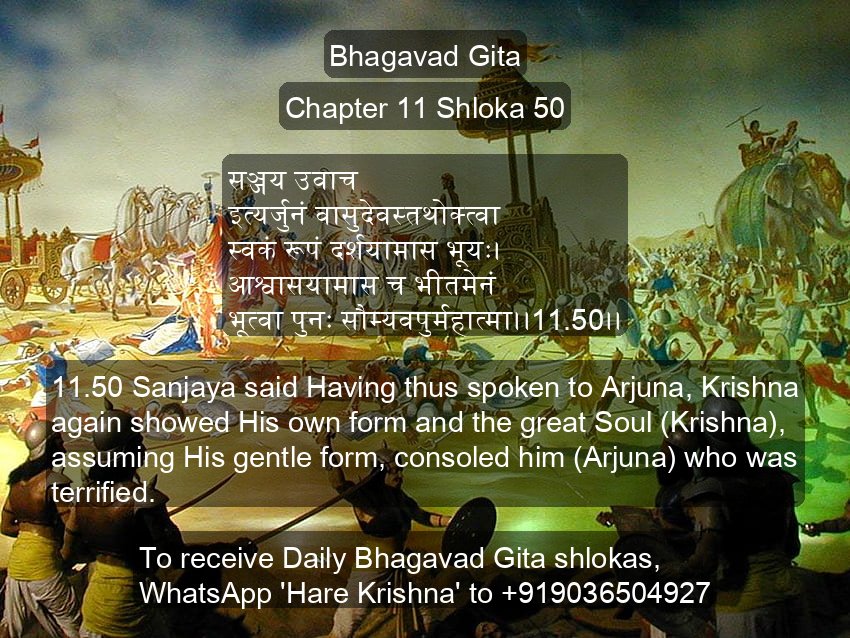 Bhagavad Gita
Chapter 11 Shloka 50
सञ्जय उवाच
इत्यर्जुनं वासुदेवस्तथोक्त्वा
स्वकं रूपं दर्शयामास भूयः।
आश्वासयामास च भीतमेनं
भूत्वा पुनः सौम्यवपुर्महात्मा।।11.50।।
11.50 Sanjaya said Having thus spoken to Arjuna, Krishna
again showed His own form and the great Soul (Krishna),
assuming His gentle form, consoled him (Arjuna) who was
terrified.
To receive Daily Bhagavad Gita shlokas,
WhatsApp 'Hare Krishna' to +919036504927